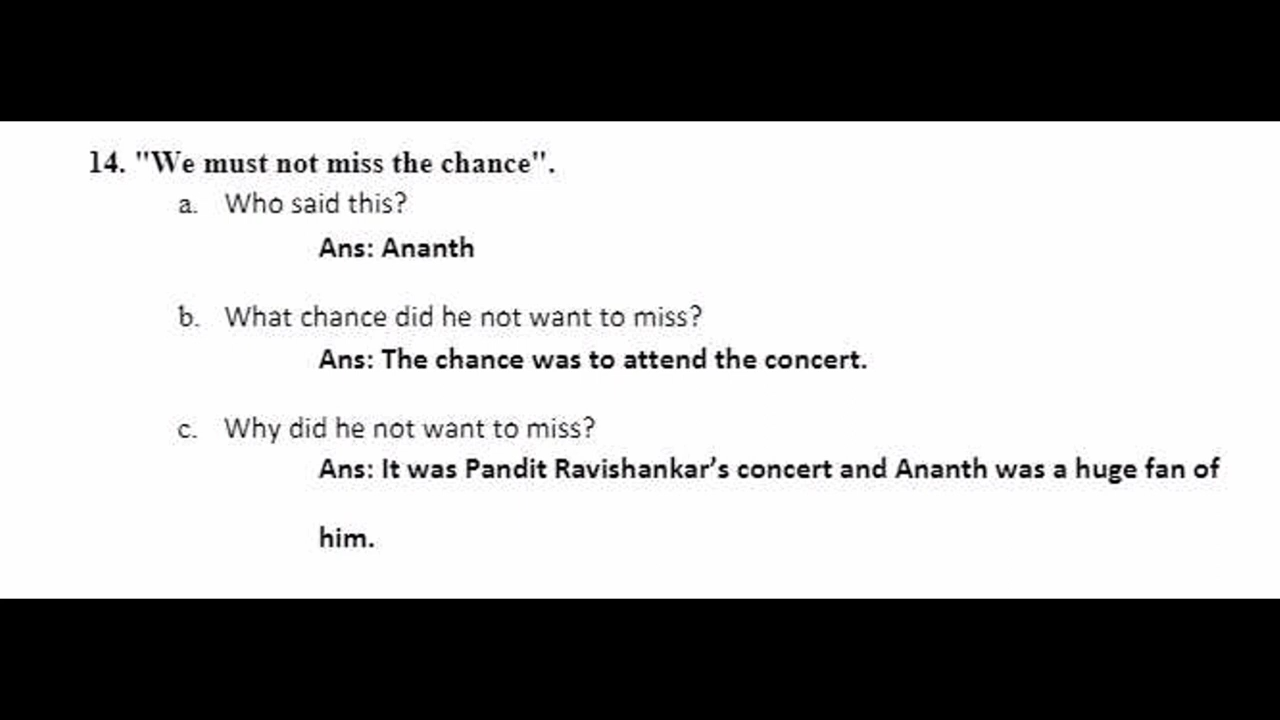 14. "We must not miss the chance".
a. Who said this?
Ans: Ananth
b. What chance did he not want to miss?
Ans: The chance was to attend the concert.
c. Why did he not want to miss?
Ans: It was Pandit Ravishankar’s concert and Ananth was a huge fan of
him.